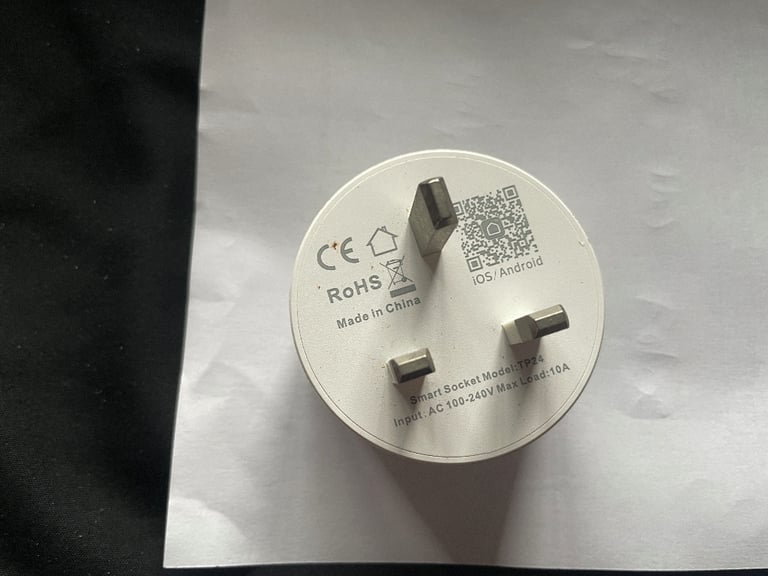 CE
RoHS
Made in China
iOS/Android
Smart Socket Model:TP24
Input: AC 100-240V Max Load:10A